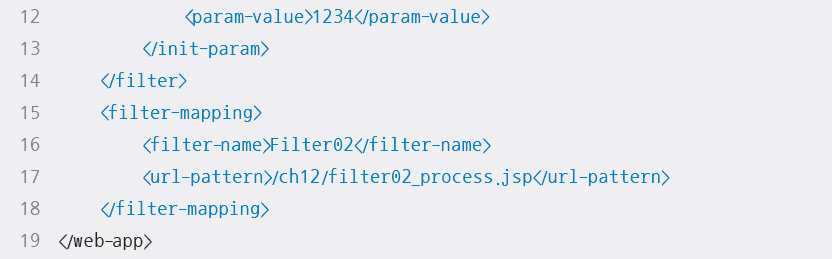 12            <param-value>1234</param-value>
13        </init-param>
14    </filter>
15    <filter-mapping>
16        <filter-name>Filter02</filter-name>
17        <url-pattern>/ch12/filter02_process.jsp</url-pattern>
18    </filter-mapping>
19 </web-app>